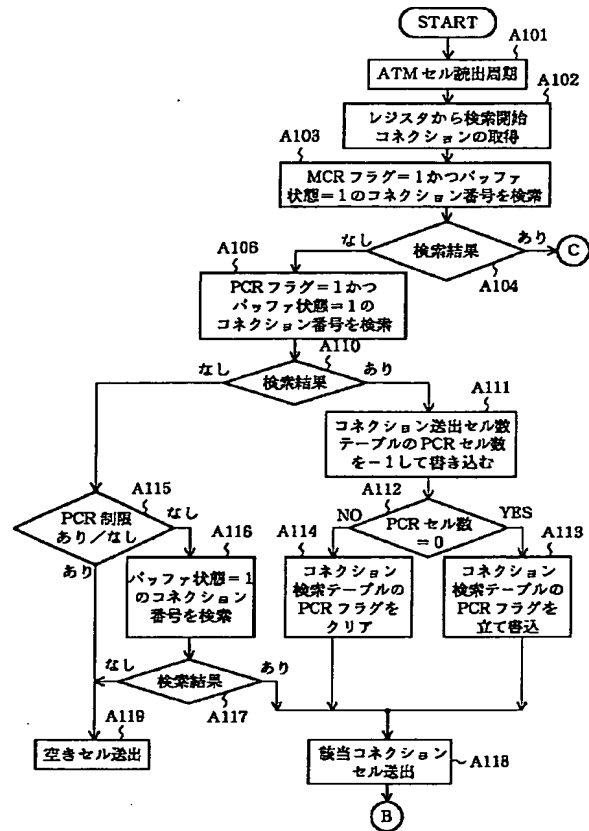 START
A101
ATMセル読出周期
A102
レジスタから検索開始
コネクションの取得
A103
MCRフラグ=1かつバッファ
状態=1のコネクション番号を検索
なし
検索結果
あり
C
A104
A106
PCRフラグ=1かつ
バッファ状態=1の
コネクション番号を検索
A110
なし
検索結果
あり
A111
コネクション送出セル数
テーブルのPCRセル数
を-1して書き込む
A115
PCR制限
あり/なし
なし
あり
A116
バッファ状態=1
のコネクション
番号を検索
A112
NO
PCRセル数
=0
YES
A114
コネクション
検索テーブルの
PCRフラグを
クリア
A113
コネクション
検索テーブルの
PCRフラグを
立て書込
なし
検索結果
あり
A117
A119
空きセル送出
該当コネクション
セル送出
A118
B